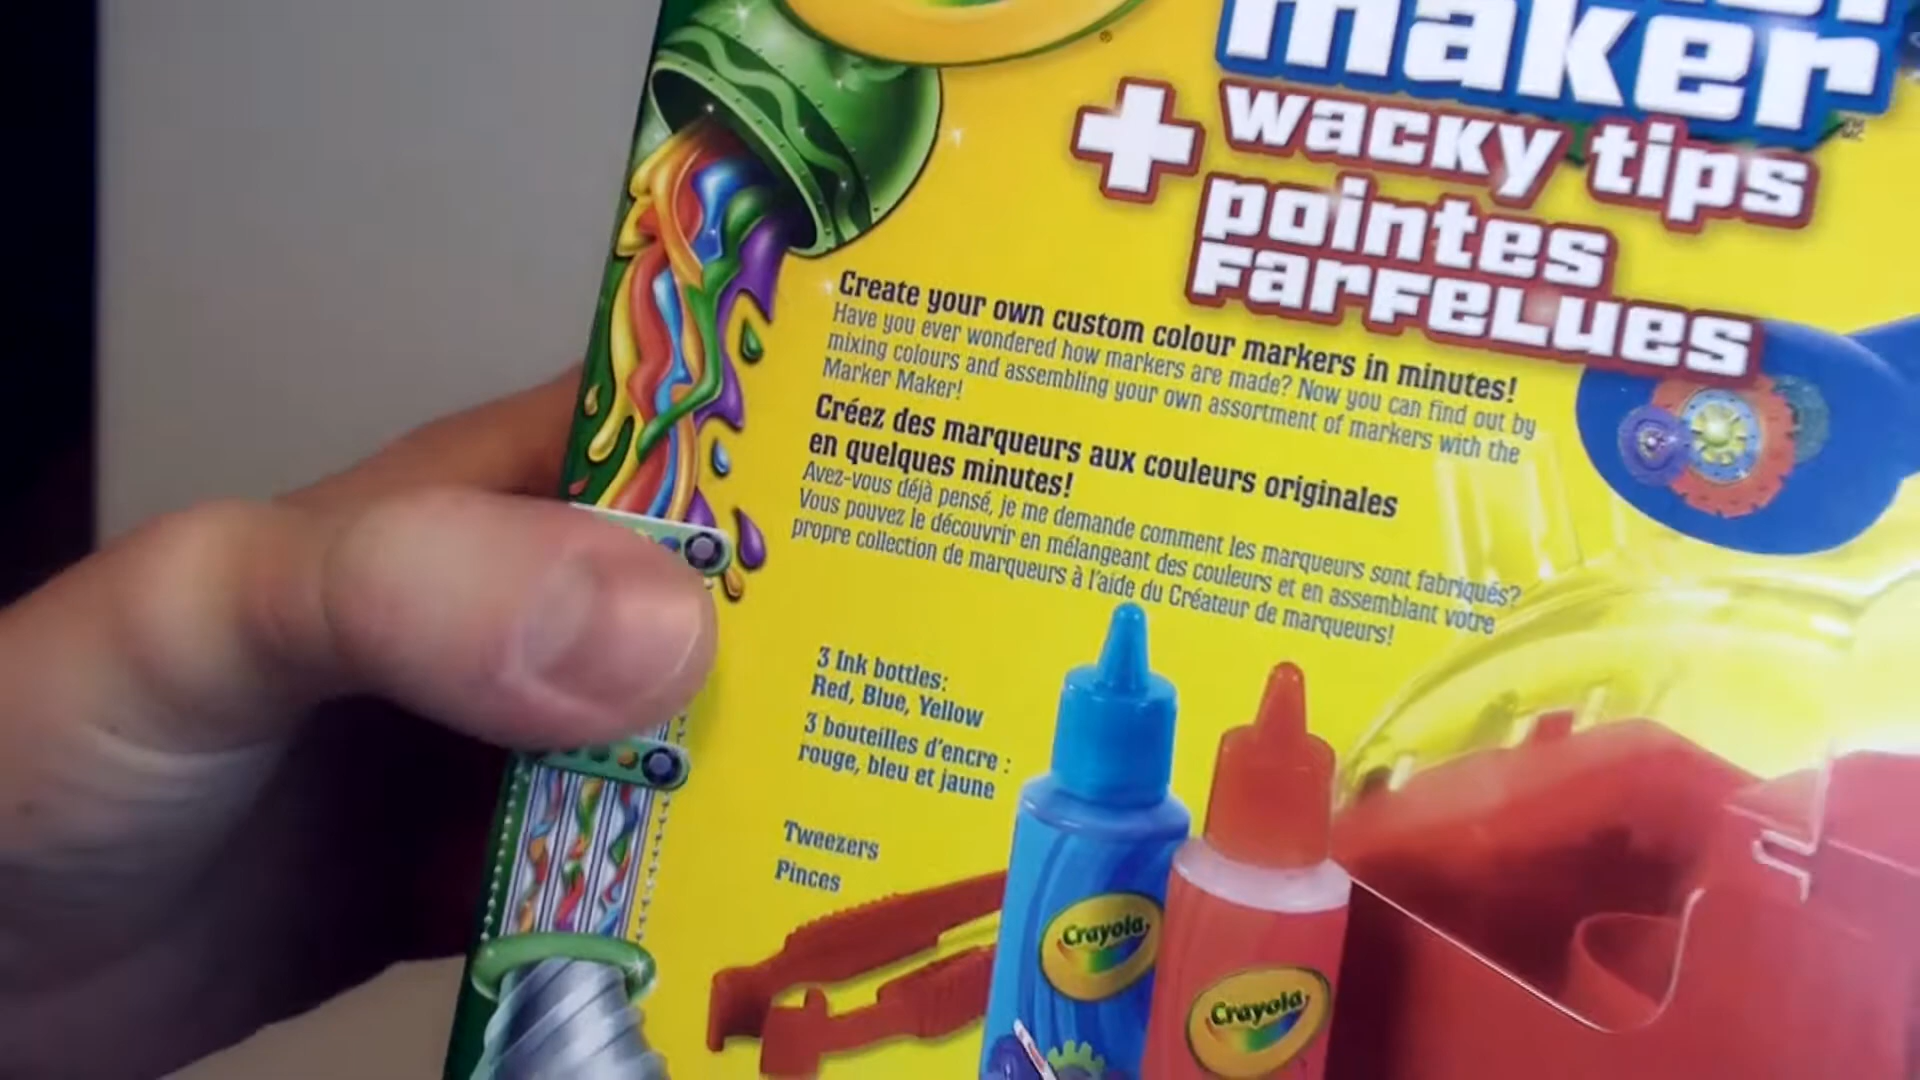 maker
+ wacky tips
pointes
farfelues
Create your own custom colour markers in minutes!
Have you ever wondered how markers are made? Now you can find out by
mixing colours and assembling your own assortment of markers with the
Marker Maker!
Créez des marqueurs aux couleurs originales
en quelques minutes!
Avez-vous déjà pensé, je me demande comment les marqueurs sont fabriqués?
Vous pouvez le découvrir en mélangeant des couleurs et en assemblant votre
propre collection de marqueurs à l'aide du Créateur de marqueurs!
3 Ink bottles:
Red, Blue, Yellow
3 bouteilles d'encre :
rouge, bleu et jaune
Tweezers
Pinces
Crayola
Crayola